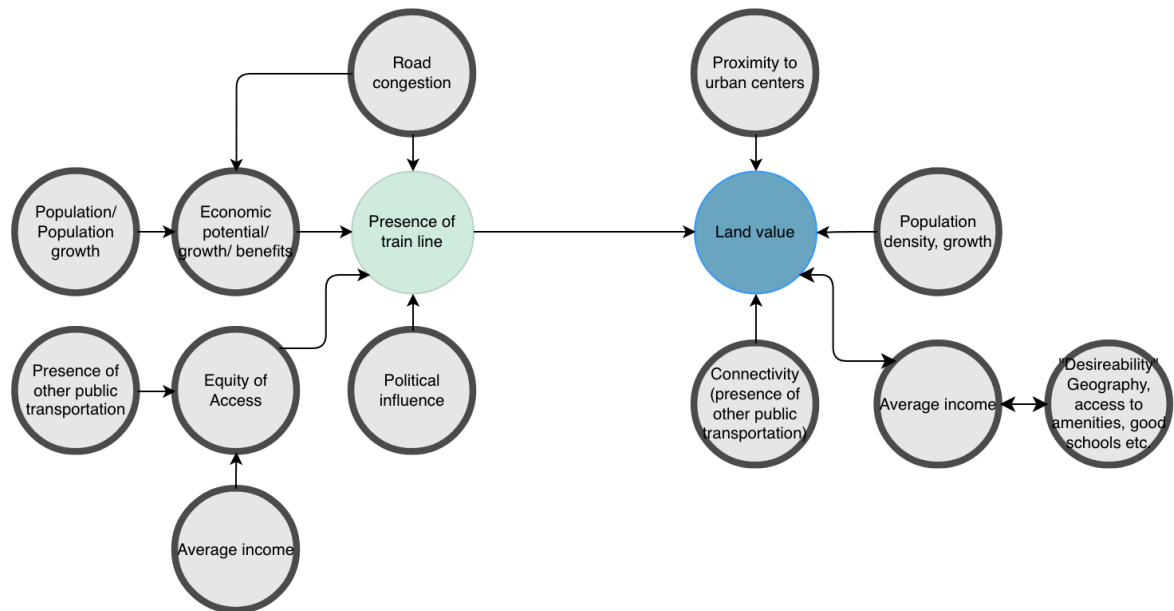 Road
congestion
Proximity to
urban centers
Population/
Population
growth
Economic
potential/
growth/ benefits
Presence of
train line
Land value
Population
density, growth
Presence of
other public
transportation
Equity of
Access
Political
influence
Connectivity
(presence of
other public
transportation)
Average income
"Desireability"
Geography,
access to
amenities, good
schools etc.
Average income